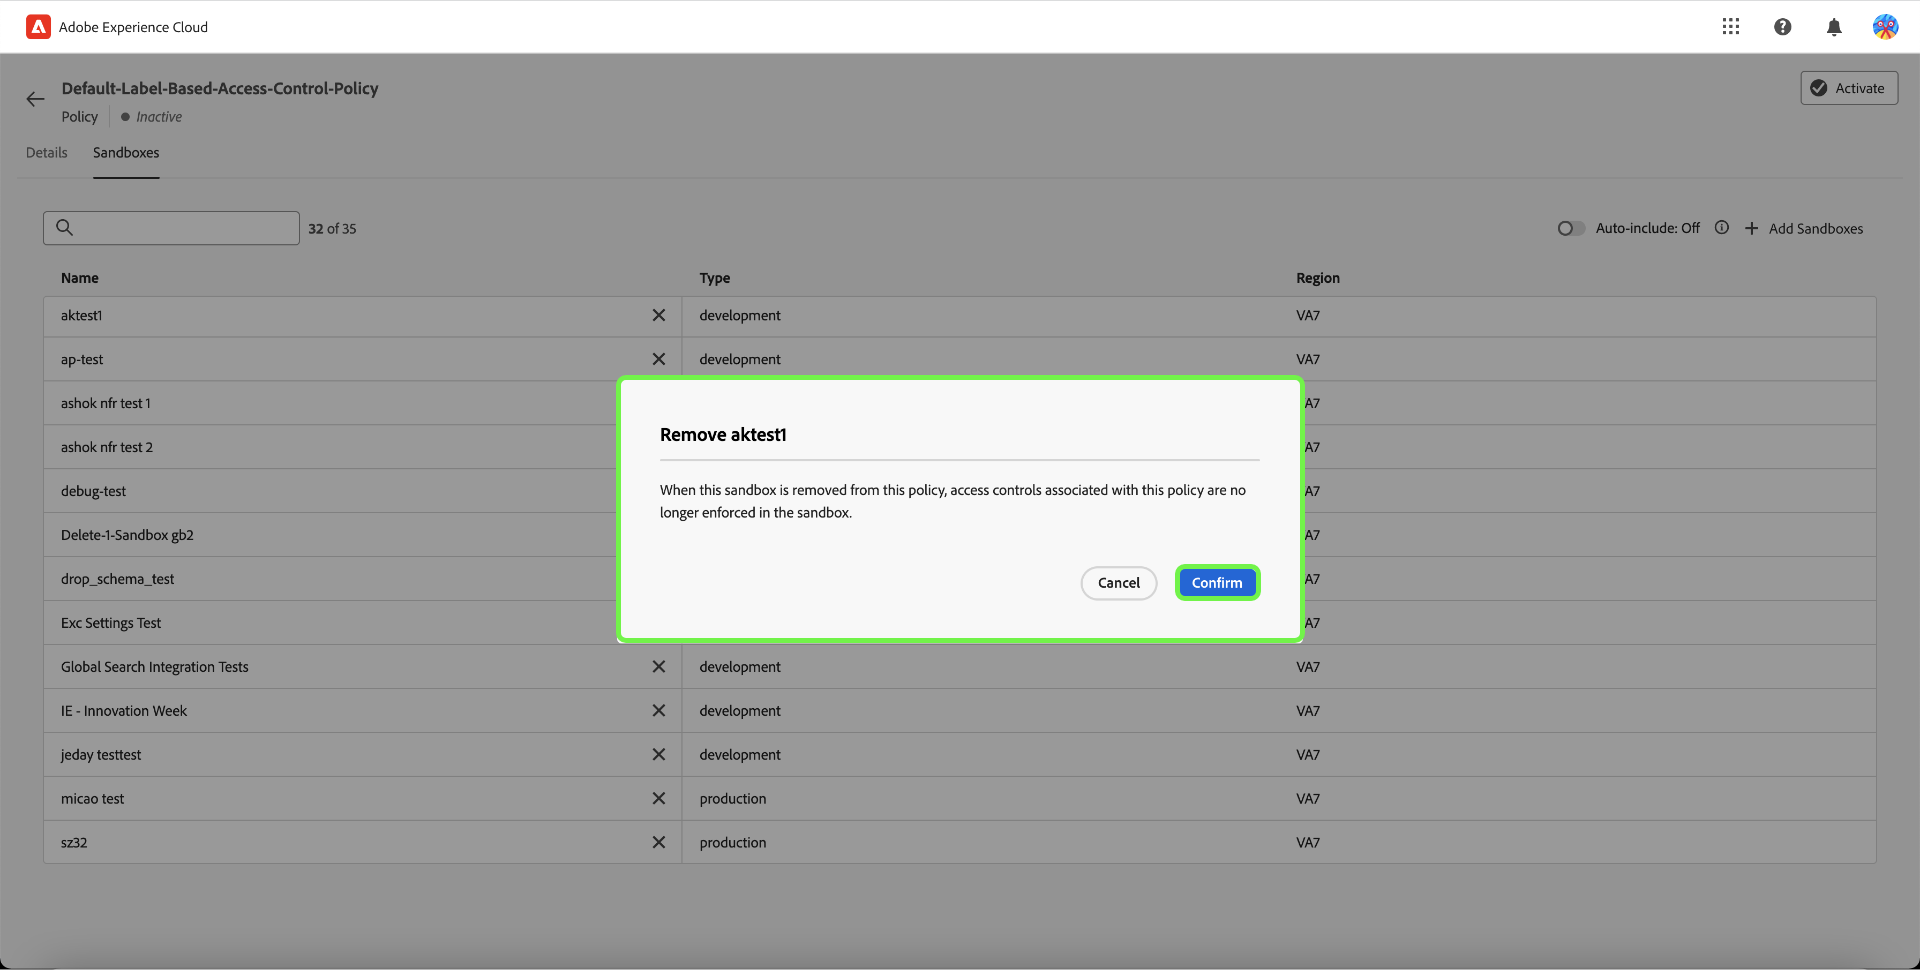 Adobe Experience Cloud
Default-Label-Based-Access-Control-Policy
Policy Inactive
Activate
Details Sandboxes
32 of 35
Auto-include: Off Add Sandboxes
Name Type Region
aktest1 development VA7
ap-test development VA7
ashok nfr test 1 A7
ashok nfr test 2 A7
debug-test A7
Delete-1-Sandbox gb2 A7
drop_schema_test A7
Exc Settings Test A7
Global Search Integration Tests development VA7
IE - Innovation Week development VA7
jeday testtest development VA7
micao test production VA7
sz32 production VA7
Remove aktest1
When this sandbox is removed from this policy, access controls associated with this policy are no
longer enforced in the sandbox.
Cancel Confirm